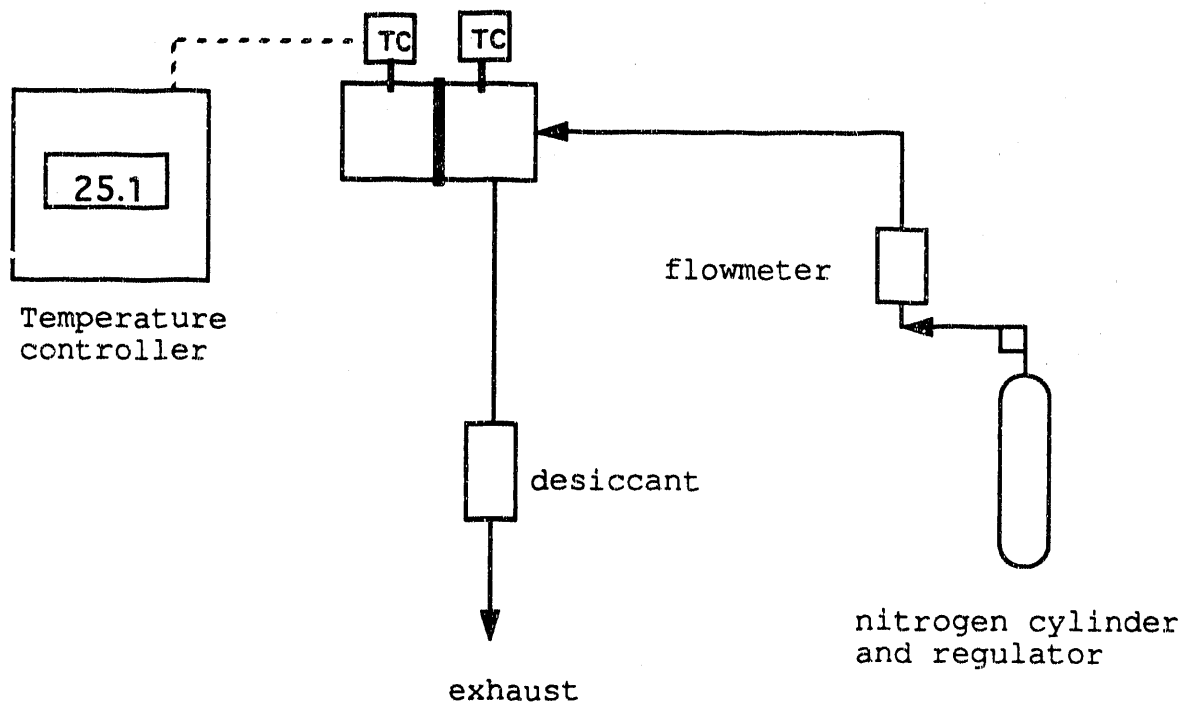 TC TC
25.1
flowmeter
Temperature
controller
desiccant
nitrogen cylinder
and regulator
exhaust